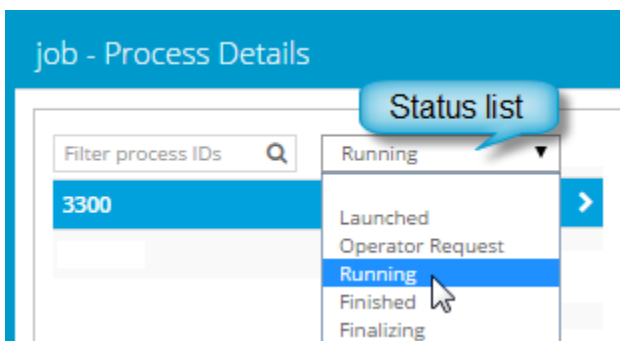 job - Process Details
Status list
Filter process IDs
Running
3300
Launched
Operator Request
Running
Finished
Finalizing